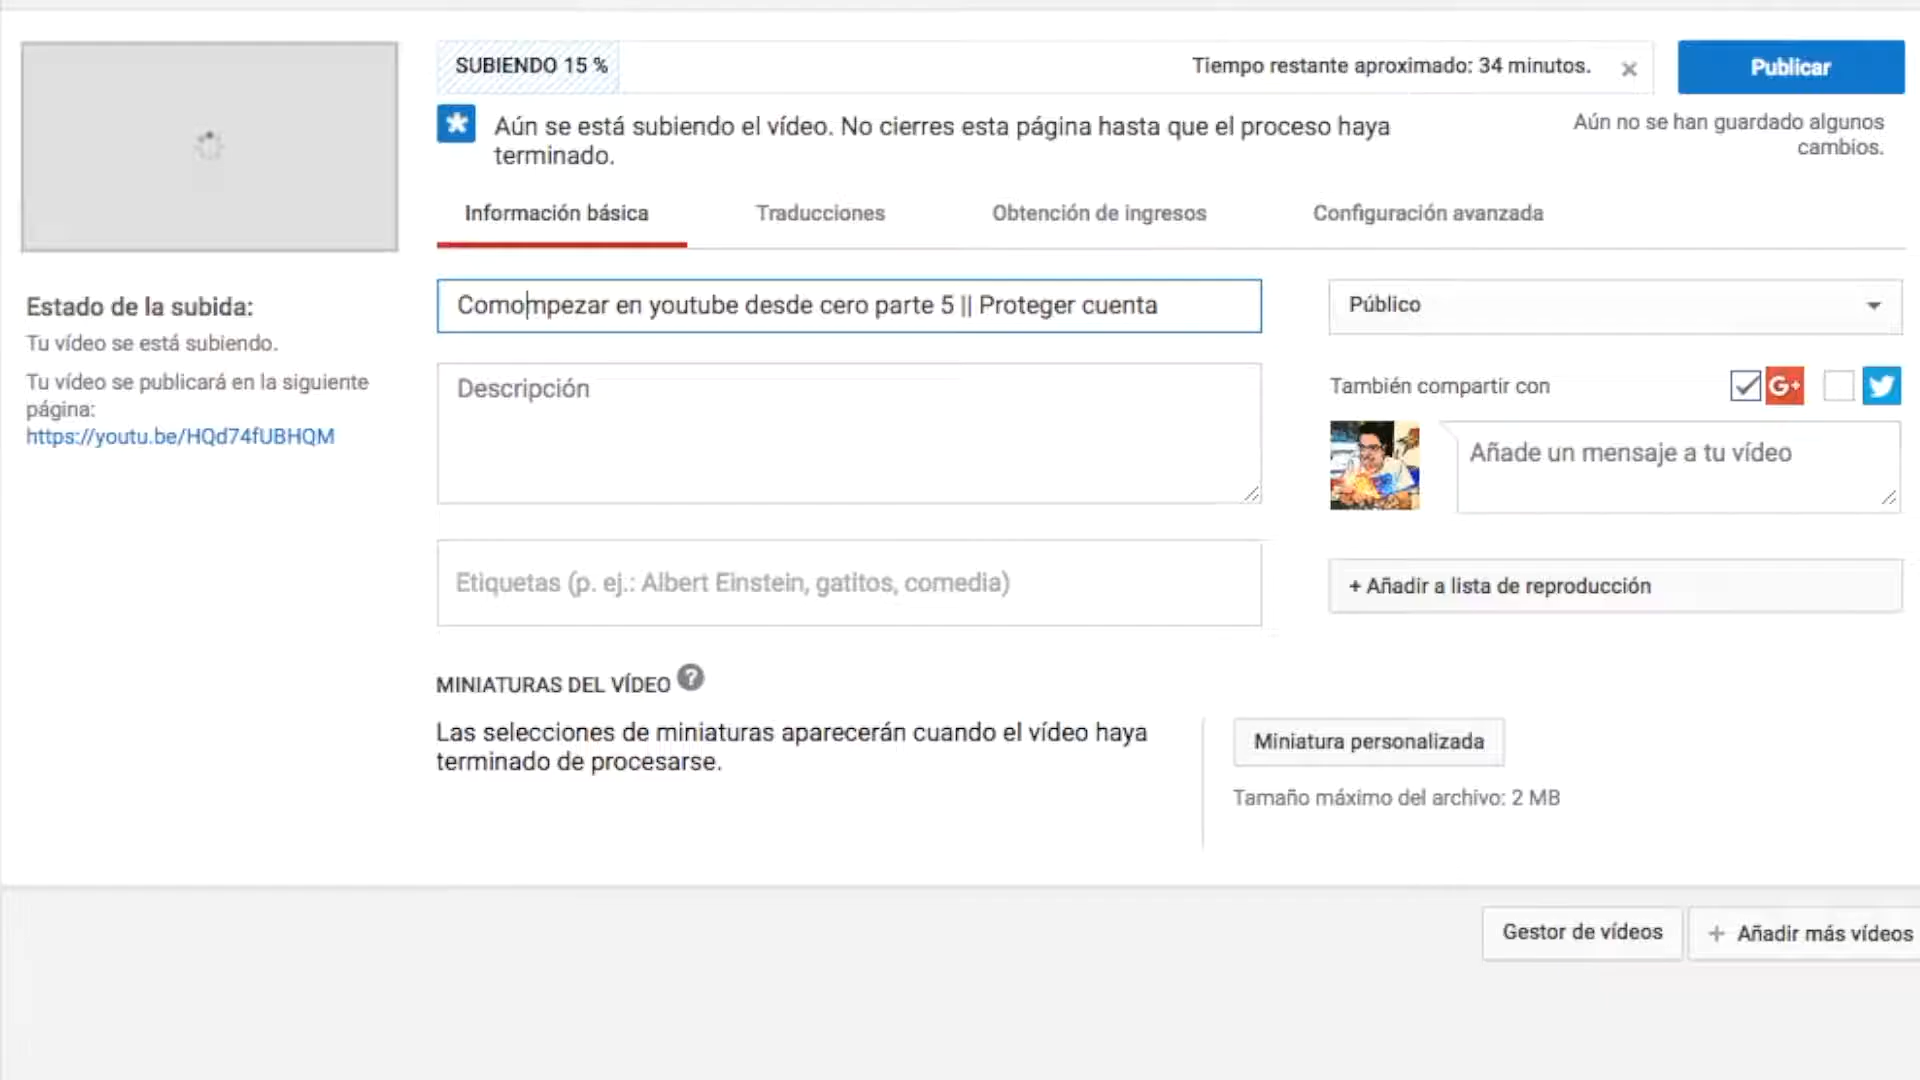 SUBIENDO 15 %
Tiempo restante aproximado: 34 minutos.
Publicar
Aún se está subiendo el vídeo. No cierres esta página hasta que el proceso haya
terminado.
Aún no se han guardado algunos
cambios.
Información básica
Traducciones
Obtención de ingresos
Configuración avanzada
Estado de la subida:
Tu vídeo se está subiendo.
Tu vídeo se publicará en la siguiente
página:
https://youtu.be/HQd74fUBHQM
Comompezar en youtube desde cero parte 5 || Proteger cuenta
Descripción
Etiquetas (p. ej.: Albert Einstein, gatitos, comedia)
Público
También compartir con
G+
Añade un mensaje a tu vídeo
+ Añadir a lista de reproducción
MINIATURAS DEL VÍDEO ?
Las selecciones de miniaturas aparecerán cuando el vídeo haya
terminado de procesarse.
Miniatura personalizada
Tamaño máximo del archivo: 2 MB
Gestor de vídeos
+ Añadir más vídeos